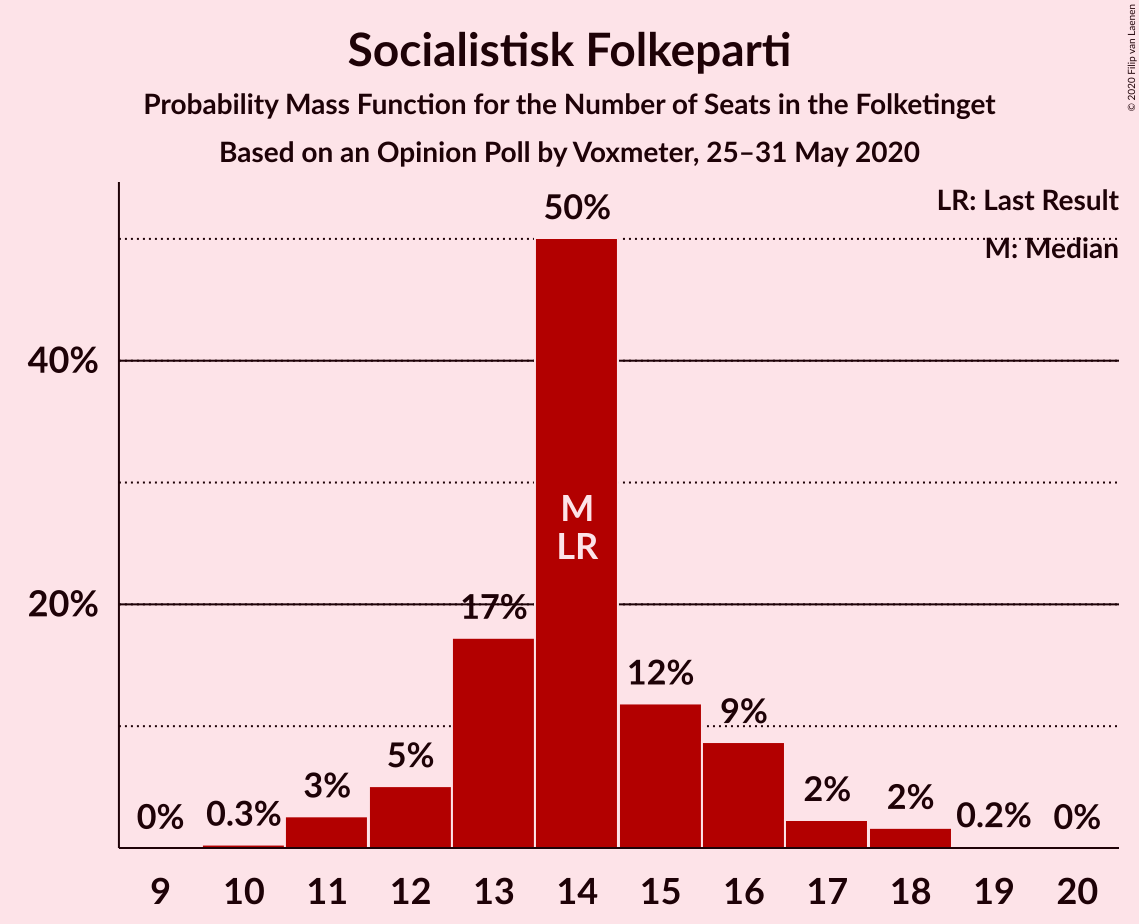 Socialistisk Folkeparti
Probability Mass Function for the Number of Seats in the Folketinget
Based on an Opinion Poll by Voxmeter, 25–31 May 2020
© 2020 Filip van Laenen
LR: Last Result
M: Median
50%
40%
M
LR
20%
17%
12%
9%
5%
3%
2%
2%
0%
0.3%
0.2%
0%
9 10 11 12 13 14 15 16 17 18 19 20